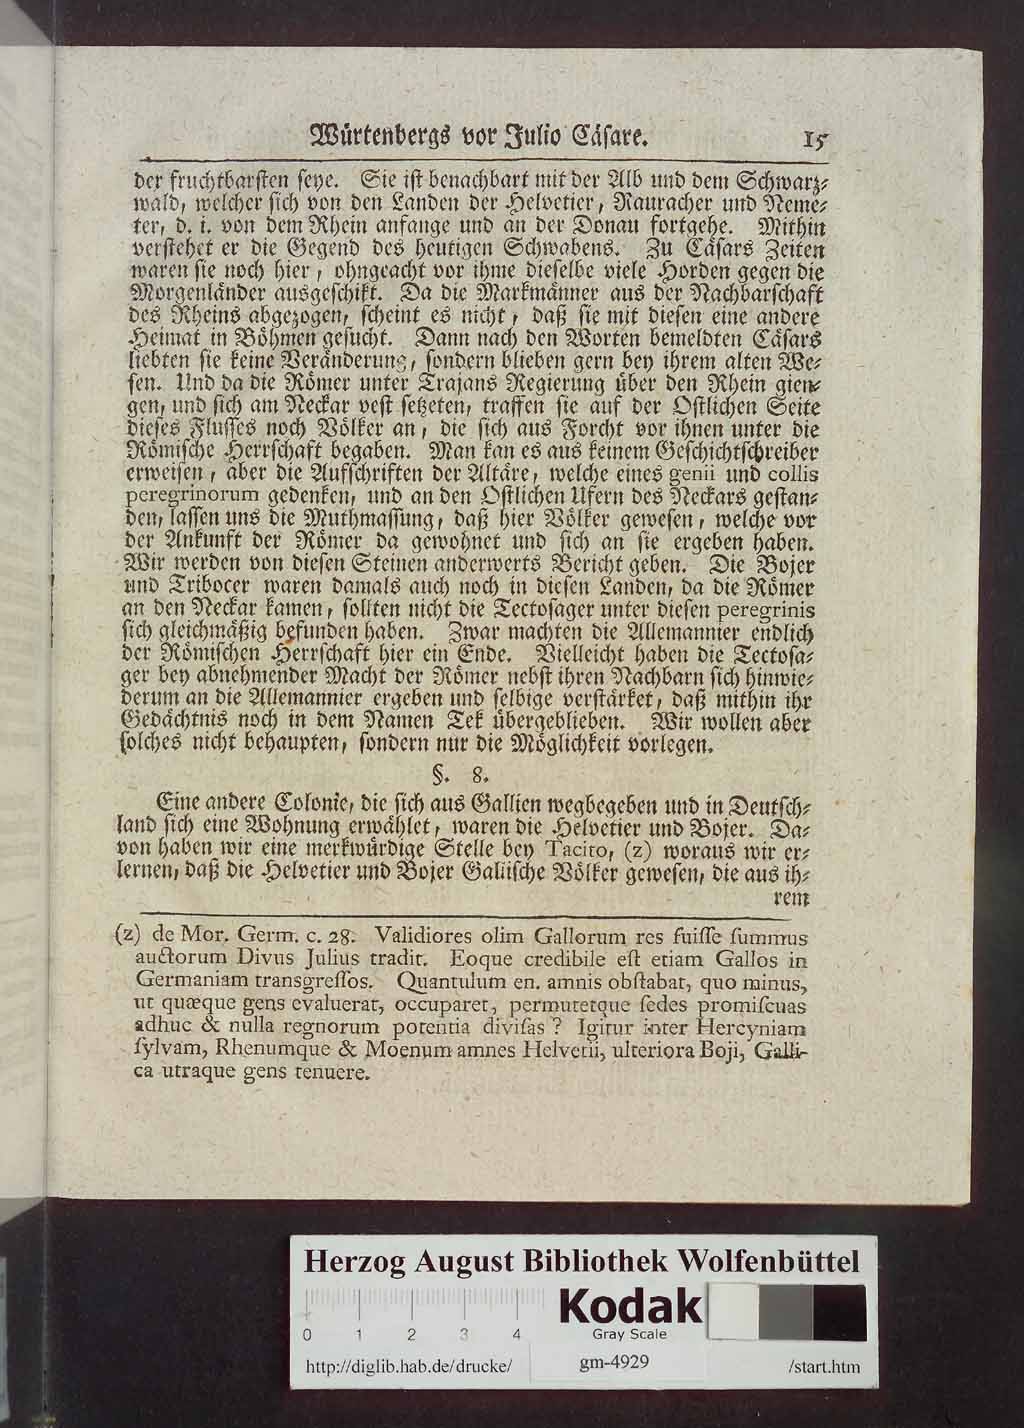 Würtenbergs vor Julio Cäsare. 15
der fruchtbarsten seye. Sie ist benachbart mit der Alb und dem Schwarz-
wald, welcher sich von den Landen der Helvetier, Rauracher und Neme-
ter, d. i. von dem Rhein anfange und an der Donau fortgehe. Mithin
verstehet er die Gegend des heutigen Schwabens. Zu Cäsars Zeiten
waren sie noch hier, ohngeacht vor ihme dieselbe viele Horden gegen die
Morgenländer ausgeschikt. Da die Markmänner aus der Nachbarschaft
des Rheins abgezogen, scheint es nicht, daß sie mit diesen eine andere
Heimat in Böhmen gesucht. Dann nach den Worten bemeldten Cäsars
liebten sie keine Veränderung, sondern blieben gern bey ihrem alten We-
sen. Und da die Römer unter Trajans Regierung über den Rhein gien-
gen, und sich am Neckar vest setzeten, traffen sie auf der Ostlichen Seite
dieses Flusses noch Völker an, die sich aus Forcht vor ihnen unter die
Römische Herrschaft begaben. Man kan es aus keinem Geschichtschreiber
erweisen, aber die Aufschriften der Altäre, welche eines genii und collis
peregrinorum gedenken, und an den Ostlichen Ufern des Neckars gestan-
den, lassen uns die Muthmassung, daß hier Völker gewesen, welche vor
der Ankunft der Römer da gewohnet und sich an sie ergeben haben.
Wir werden von diesen Steinen anderwerts Bericht geben. Die Bojer
und Tribocer waren damals auch noch in diesen Landen, da die Römer
an den Neckar kamen, sollten nicht die Tectosager unter diesen peregrinis
sich gleichmäßig befunden haben. Zwar machten die Allemannier endlich
der Römischen Herrschaft hier ein Ende. Vielleicht haben die Tectosa-
ger bey abnehmender Macht der Römer nebst ihren Nachbarn sich hinwie-
derum an die Allemannier ergeben und selbige verstärket, daß mithin ihr
Gedächtnis noch in dem Namen Tek übergeblieben. Wir wollen aber
solches nicht behaupten, sondern nur die Möglichkeit vorlegen.
§. 8.
Eine andere Colonie, die sich aus Gallien wegbegeben und in Deutsch-
land sich eine Wohnung erwählet, waren die Helvetier und Bojer. Da-
von haben wir eine merkwürdige Stelle bey Tacito, (z) woraus wir er-
lernen, daß die Helvetier und Bojer Gallische Völker gewesen, die aus ih-
rem
(z) de Mor. Germ. c. 28. Validiores olim Gallorum res fuiſſe ſummus
auctorum Divus Julius tradit. Eoque credibile eſt etiam Gallos in
Germaniam transgreſſos. Quantulum en. amnis obſtabat, quo minus,
ut quæque gens evaluerat, occuparet, permutetque ſedes promiſcuas
adhuc & nulla regnorum potentia diviſas? Igitur inter Hercyniam
ſylvam, Rhenumque & Moenum amnes Helvetii, ulteriora Boji, Galli-
ca utraque gens tenuere.
Herzog August Bibliothek Wolfenbüttel
Kodak
Gray Scale
0 1 2 3 4
http://diglib.hab.de/drucke/ gm-4929 /start.htm